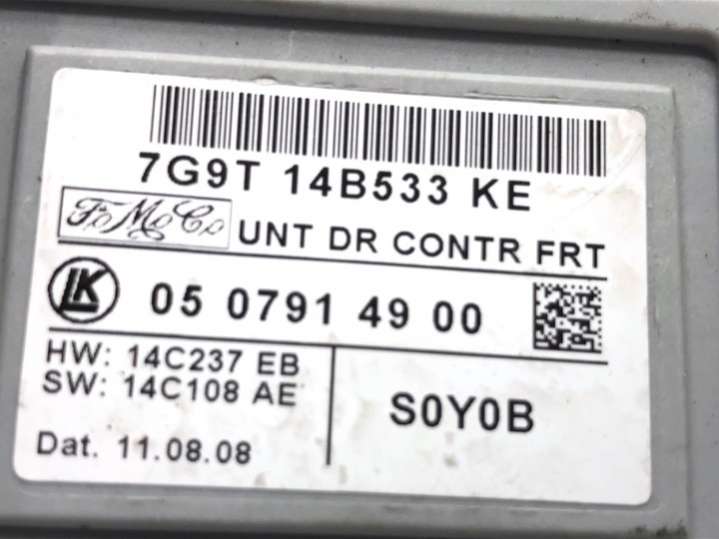 7G9T 14B533 KE
FoMoCo UNT DR CONTR FRT
LK 05 0791 49 00
HW: 14C237 EB
SW: 14C108 AE
S0Y0B
Dat. 11.08.08